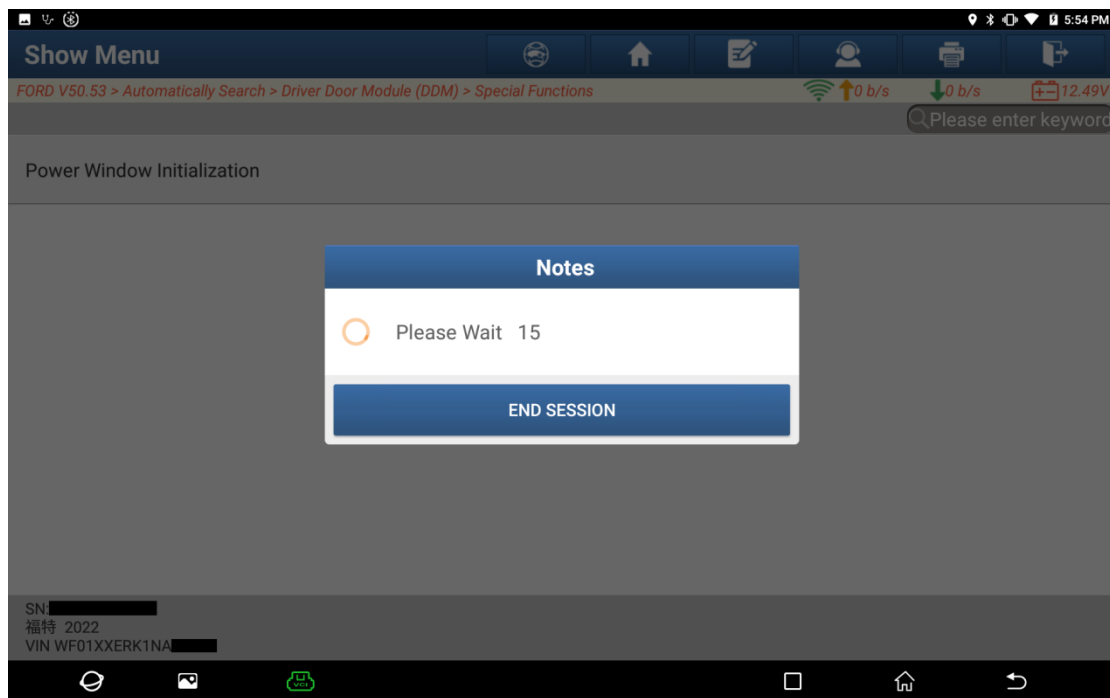 5:54 PM
Show Menu
FORD V50.53 > Automatically Search > Driver Door Module (DDM) > Special Functions
0 b/s
0 b/s
12.49V
Please enter keyword
Power Window Initialization
Notes
Please Wait 15
END SESSION
SN:
福特 2022
VIN WF01XXERK1NA
VCI